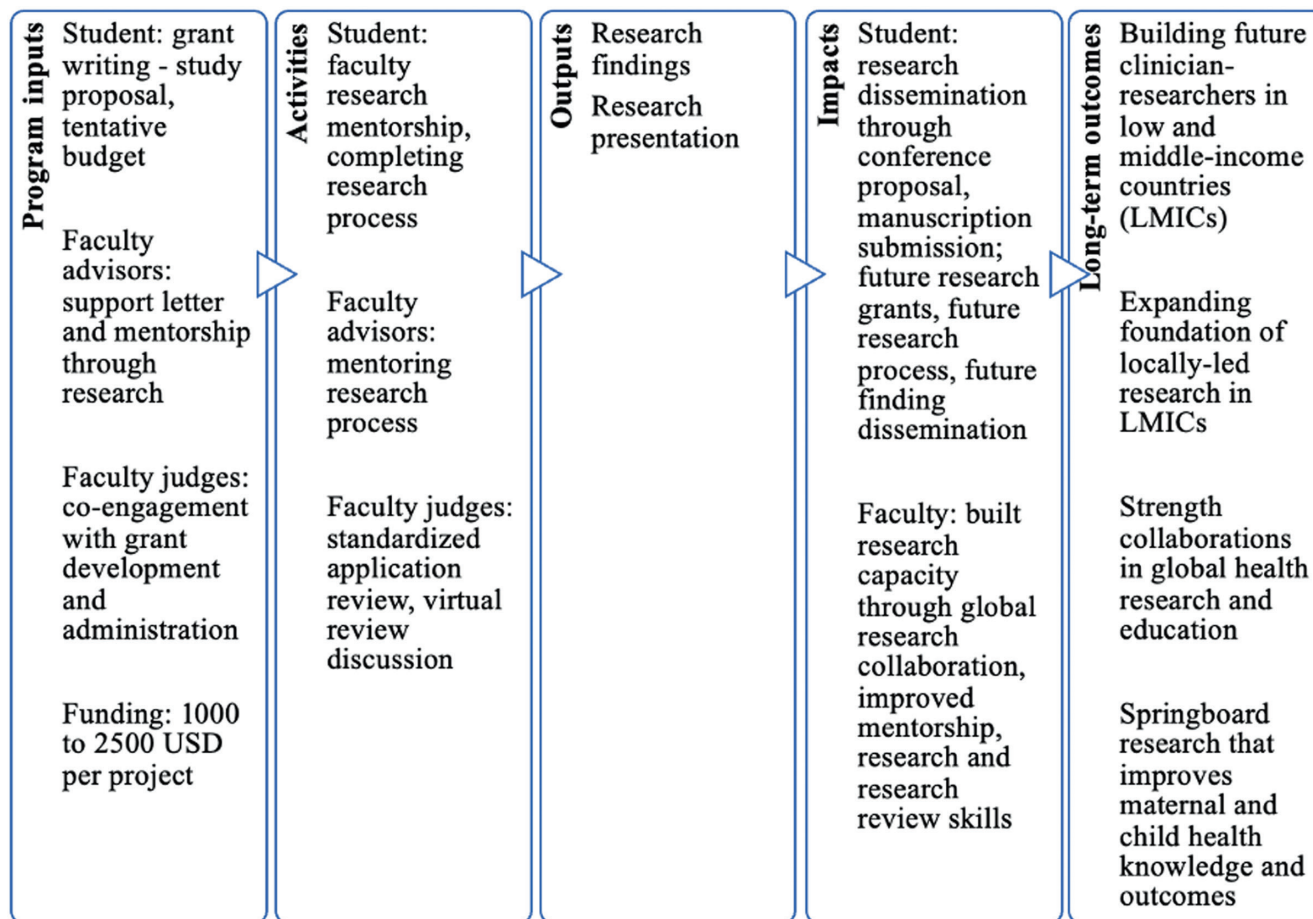 Program inputs
Student: grant
writing - study
proposal,
tentative
budget
Faculty
advisors:
support letter
and mentorship
through
research
Faculty judges:
co-engagement
with grant
development
and
administration
Funding: 1000
to 2500 USD
per project
Activities
Student:
faculty
research
mentorship,
completing
research
process
Faculty
advisors:
mentoring
research
process
Faculty judges:
standardized
application
review, virtual
review
discussion
Outputs
Research
findings
Research
presentation
Impacts
Student:
research
dissemination
through
conference
proposal,
manuscription
submission;
future research
grants, future
research
process, future
finding
dissemination
Faculty: built
research
capacity
through global
research
collaboration,
improved
mentorship,
research and
research
review skills
Long-term outcomes
Building future
clinician-
researchers in
low and
middle-income
countries
(LMICs)
Expanding
foundation of
locally-led
research in
LMICs
Strength
collaborations
in global health
research and
education
Springboard
research that
improves
maternal and
child health
knowledge and
outcomes